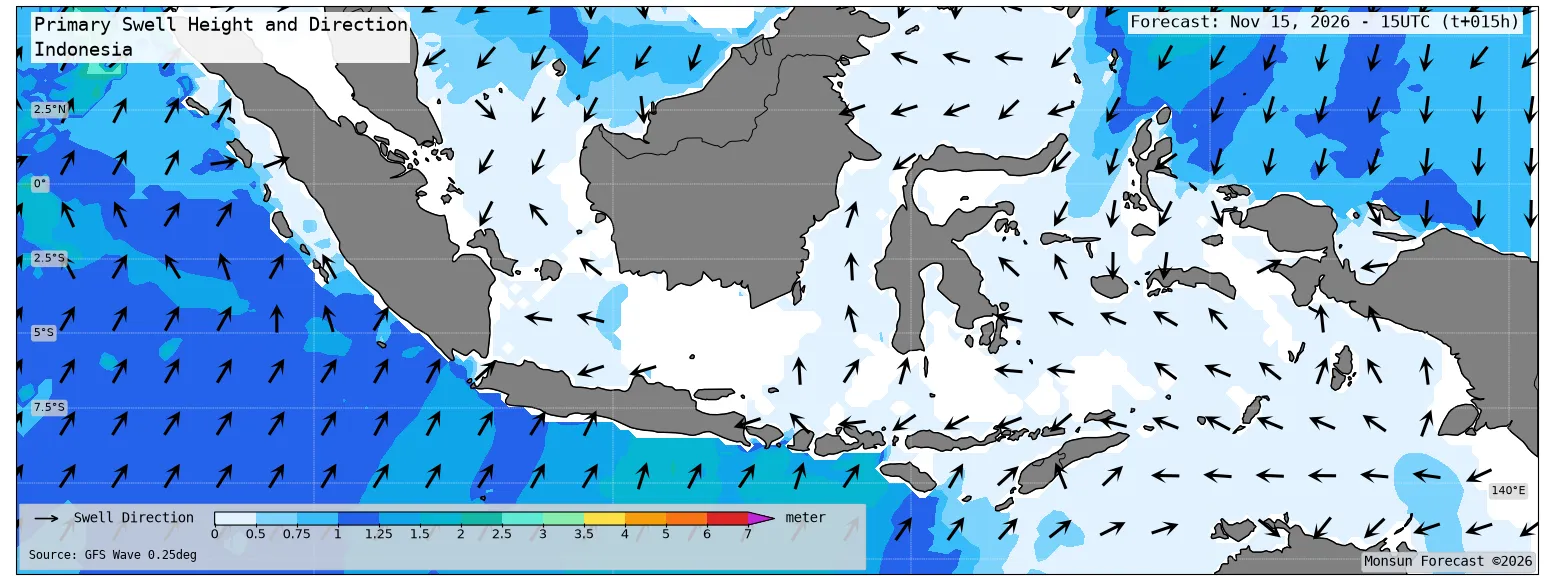 Primary Swell Height and Direction
Indonesia
Forecast: Nov 15, 2026 - 15UTC (t+015h)
2.5°N
0°
2.5°S
5°S
7.5°S
140°E
Swell Direction
meter
0 0.5 0.75 1 1.25 1.5 2 2.5 3 3.5 4 5 6 7
Source: GFS Wave 0.25deg
Monsun Forecast ©2026